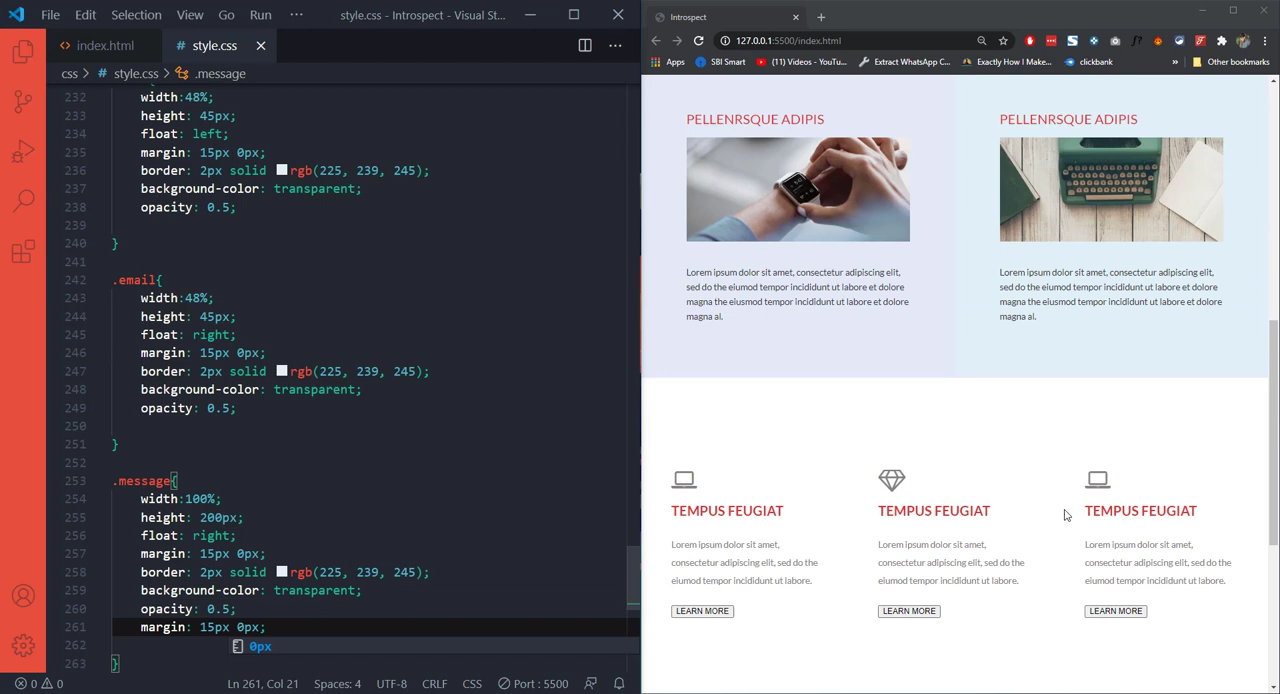 File Edit Selection View Go Run ··· style.css - Introspect - Visual St...
index.html style.css
css > # style.css > .message
232 width:48%;
233 height: 45px;
234 float: left;
235 margin: 15px 0px;
236 border: 2px solid rgb(225, 239, 245);
237 background-color: transparent;
238 opacity: 0.5;
239
240 }
241
242 .email{
243 width:48%;
244 height: 45px;
245 float: right;
246 margin: 15px 0px;
247 border: 2px solid rgb(225, 239, 245);
248 background-color: transparent;
249 opacity: 0.5;
250
251 }
252
253 .message{
254 width:100%;
255 height: 200px;
256 float: right;
257 margin: 15px 0px;
258 border: 2px solid rgb(225, 239, 245);
259 background-color: transparent;
260 opacity: 0.5;
261 margin: 15px 0px;
262 0px
263 }
0 0 Ln 261, Col 21 Spaces: 4 UTF-8 CRLF CSS Port : 5500
Introspect
127.0.0.1:5500/index.html
Apps SBI Smart (11) Videos - YouTu... Extract WhatsApp C... Exactly How I Make... clickbank » Other bookmarks
PELLENRSQUE ADIPIS
Lorem ipsum dolor sit amet, consectetur adipiscing elit,
sed do the eiumod tempor incididunt ut labore et dolore
magna the eiusmod tempor incididunt ut labore et dolore
magna al.
PELLENRSQUE ADIPIS
Lorem ipsum dolor sit amet, consectetur adipiscing elit,
sed do the eiumod tempor incididunt ut labore et dolore
magna the eiusmod tempor incididunt ut labore et dolore
magna al.
TEMPUS FEUGIAT
Lorem ipsum dolor sit amet,
consectetur adipiscing elit, sed do the
eiumod tempor incididunt ut labore.
LEARN MORE
TEMPUS FEUGIAT
Lorem ipsum dolor sit amet,
consectetur adipiscing elit, sed do the
eiumod tempor incididunt ut labore.
LEARN MORE
TEMPUS FEUGIAT
Lorem ipsum dolor sit amet,
consectetur adipiscing elit, sed do the
eiumod tempor incididunt ut labore.
LEARN MORE